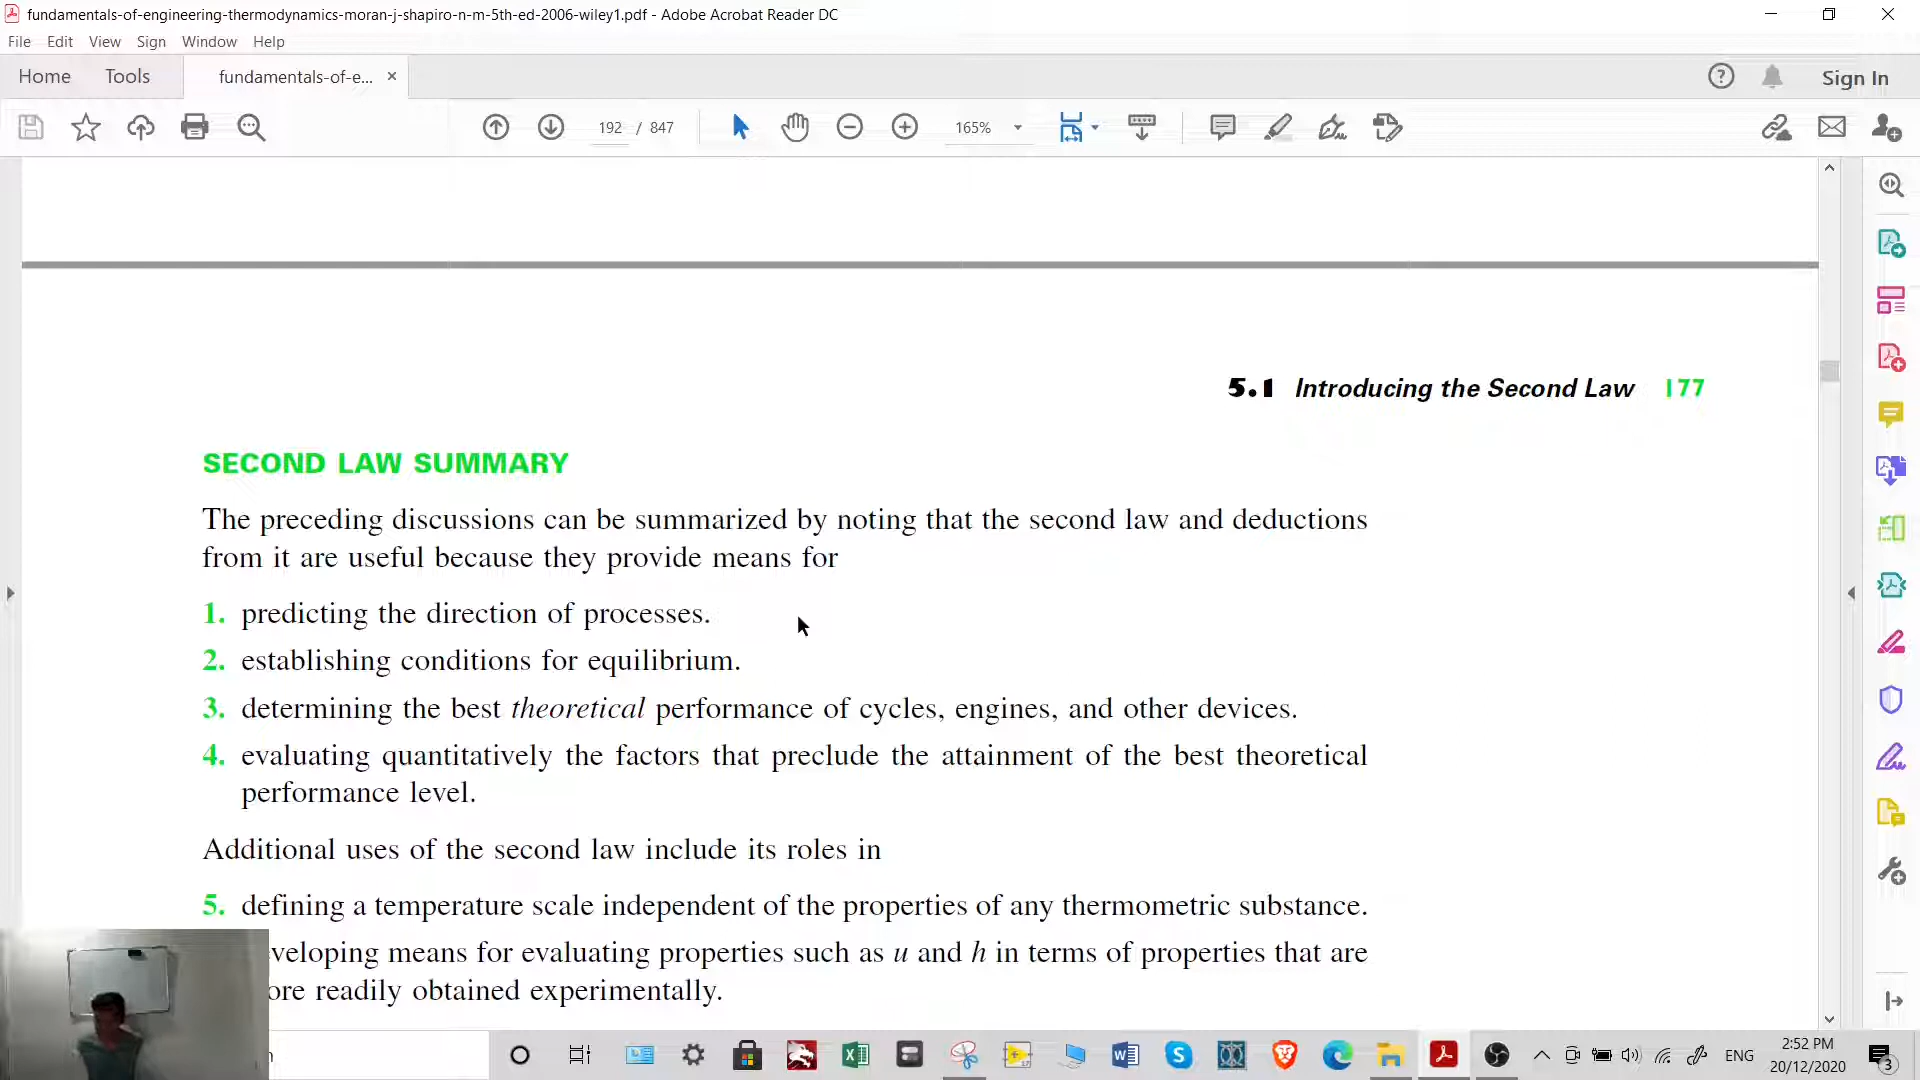 fundamentals-of-engineering-thermodynamics-moran-j-shapiro-n-m-5th-ed-2006-wiley1.pdf - Adobe Acrobat Reader DC
File Edit View Sign Window Help
Home Tools fundamentals-of-e... Sign In
192 / 847 165%
5.1 Introducing the Second Law 177
SECOND LAW SUMMARY
The preceding discussions can be summarized by noting that the second law and deductions
from it are useful because they provide means for
1. predicting the direction of processes.
2. establishing conditions for equilibrium.
3. determining the best theoretical performance of cycles, engines, and other devices.
4. evaluating quantitatively the factors that preclude the attainment of the best theoretical
performance level.
Additional uses of the second law include its roles in
5. defining a temperature scale independent of the properties of any thermometric substance.
veloping means for evaluating properties such as u and h in terms of properties that are
ore readily obtained experimentally.
ENG
2:52 PM
20/12/2020
3